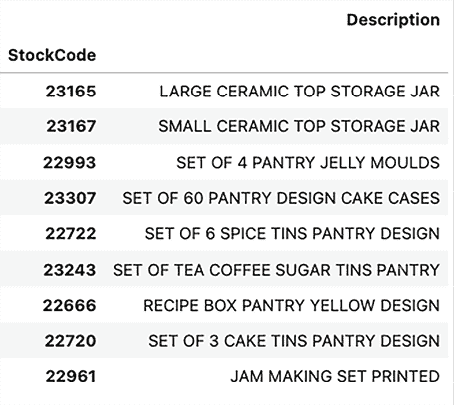 Description
StockCode
23165 LARGE CERAMIC TOP STORAGE JAR
23167 SMALL CERAMIC TOP STORAGE JAR
22993 SET OF 4 PANTRY JELLY MOULDS
23307 SET OF 60 PANTRY DESIGN CAKE CASES
22722 SET OF 6 SPICE TINS PANTRY DESIGN
23243 SET OF TEA COFFEE SUGAR TINS PANTRY
22666 RECIPE BOX PANTRY YELLOW DESIGN
22720 SET OF 3 CAKE TINS PANTRY DESIGN
22961 JAM MAKING SET PRINTED